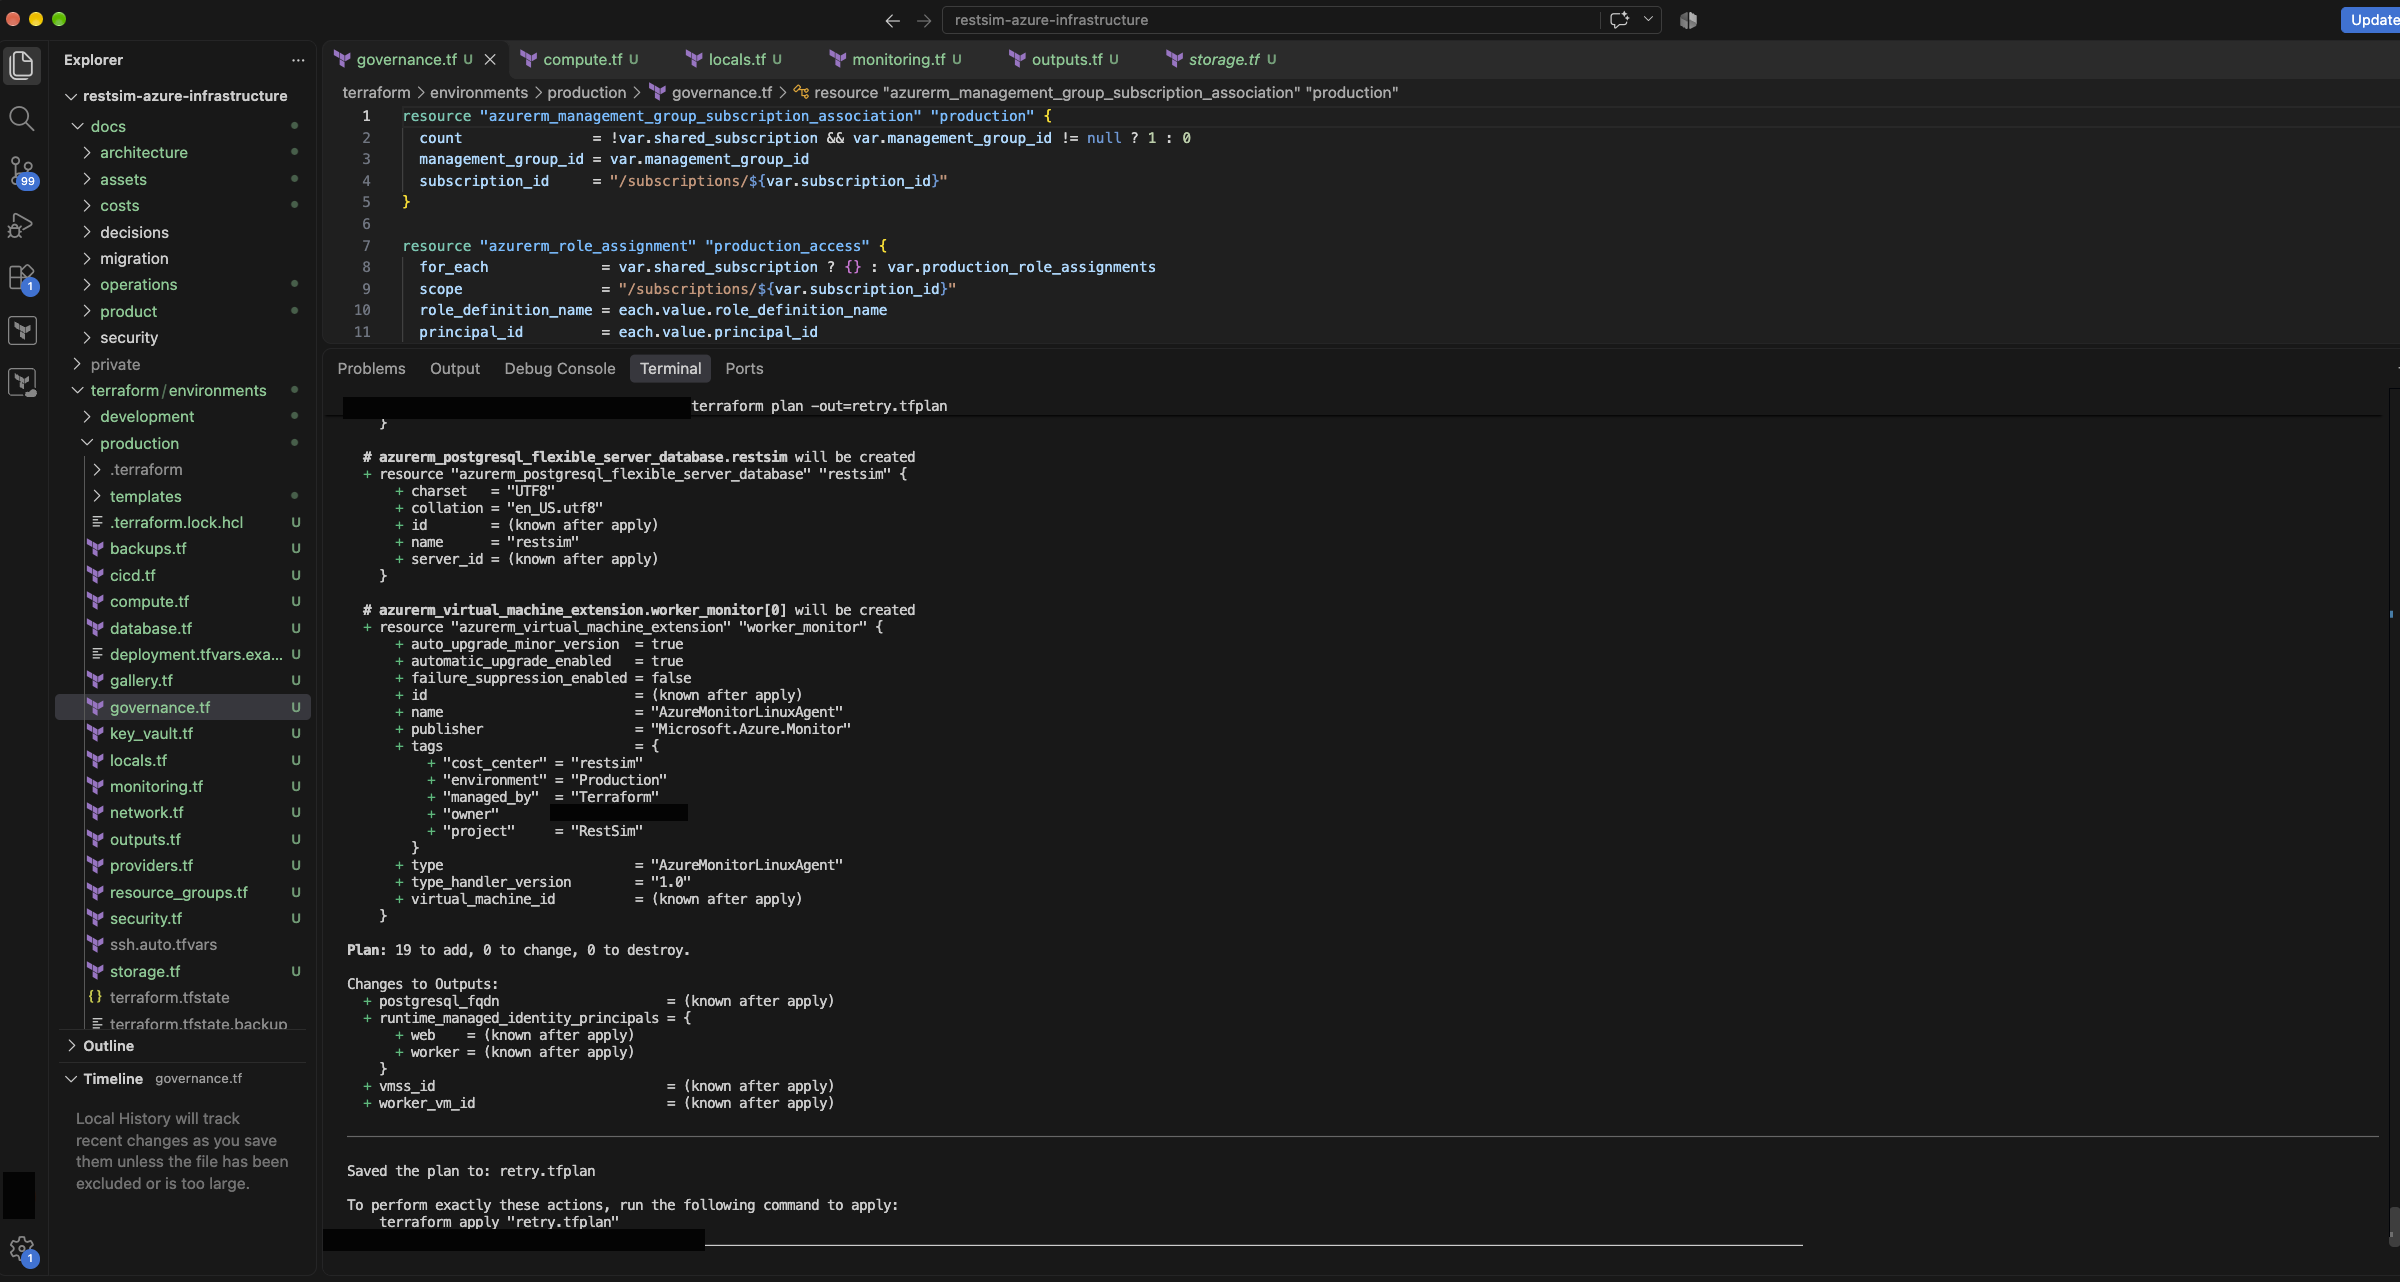 restsim-azure-infrastructure
Update
Explorer
restsim-azure-infrastructure
docs
architecture
assets
costs
decisions
migration
operations
product
security
private
terraform/environments
development
production
.terraform
templates
.terraform.lock.hcl U
backups.tf U
cicd.tf U
compute.tf U
database.tf U
deployment.tfvars.exa... U
gallery.tf U
governance.tf U
key_vault.tf U
locals.tf U
monitoring.tf U
network.tf U
outputs.tf U
providers.tf U
resource_groups.tf U
security.tf U
ssh.auto.tfvars
storage.tf U
{} terraform.tfstate
terraform.tfstate.backup
Outline
Timeline governance.tf
Local History will track
recent changes as you save
them unless the file has been
excluded or is too large.
99
1
1
governance.tf U compute.tf U locals.tf U monitoring.tf U outputs.tf U storage.tf U
terraform > environments > production > governance.tf > resource "azurerm_management_group_subscription_association" "production"
1 resource "azurerm_management_group_subscription_association" "production" {
2 count = !var.shared_subscription && var.management_group_id != null ? 1 : 0
3 management_group_id = var.management_group_id
4 subscription_id = "/subscriptions/${var.subscription_id}"
5 }
6
7 resource "azurerm_role_assignment" "production_access" {
8 for_each = var.shared_subscription ? {} : var.production_role_assignments
9 scope = "/subscriptions/${var.subscription_id}"
10 role_definition_name = each.value.role_definition_name
11 principal_id = each.value.principal_id
Problems Output Debug Console Terminal Ports
terraform plan -out=retry.tfplan
}
# azurerm_postgresql_flexible_server_database.restsim will be created
+ resource "azurerm_postgresql_flexible_server_database" "restsim" {
+ charset = "UTF8"
+ collation = "en_US.utf8"
+ id = (known after apply)
+ name = "restsim"
+ server_id = (known after apply)
}
# azurerm_virtual_machine_extension.worker_monitor[0] will be created
+ resource "azurerm_virtual_machine_extension" "worker_monitor" {
+ auto_upgrade_minor_version = true
+ automatic_upgrade_enabled = true
+ failure_suppression_enabled = false
+ id = (known after apply)
+ name = "AzureMonitorLinuxAgent"
+ publisher = "Microsoft.Azure.Monitor"
+ tags = {
+ "cost_center" = "restsim"
+ "environment" = "Production"
+ "managed_by" = "Terraform"
+ "owner"
+ "project" = "RestSim"
}
+ type = "AzureMonitorLinuxAgent"
+ type_handler_version = "1.0"
+ virtual_machine_id = (known after apply)
}
Plan: 19 to add, 0 to change, 0 to destroy.
Changes to Outputs:
+ postgresql_fqdn = (known after apply)
+ runtime_managed_identity_principals = {
+ web = (known after apply)
+ worker = (known after apply)
}
+ vmss_id = (known after apply)
+ worker_vm_id = (known after apply)
Saved the plan to: retry.tfplan
To perform exactly these actions, run the following command to apply:
terraform apply "retry.tfplan"